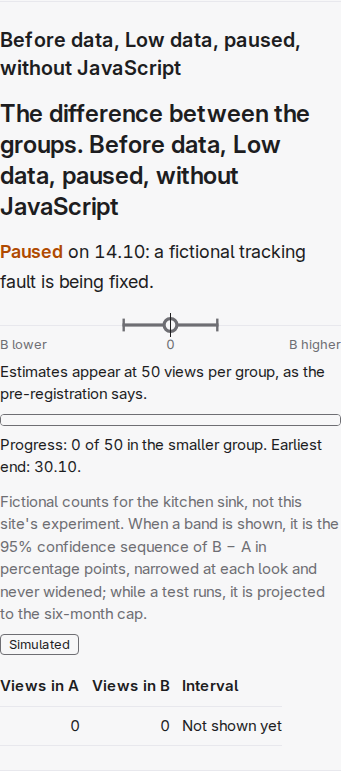 Before data, Low data, paused,
without JavaScript
The difference between the
groups. Before data, Low
data, paused, without
JavaScript
Paused on 14.10: a fictional tracking
fault is being fixed.
B lower 0 B higher
Estimates appear at 50 views per group, as the
pre-registration says.
Progress: 0 of 50 in the smaller group. Earliest
end: 30.10.
Fictional counts for the kitchen sink, not this
site's experiment. When a band is shown, it is the
95% confidence sequence of B − A in
percentage points, narrowed at each look and
never widened; while a test runs, it is projected
to the six-month cap.
Simulated
Views in A Views in B Interval
0 0 Not shown yet